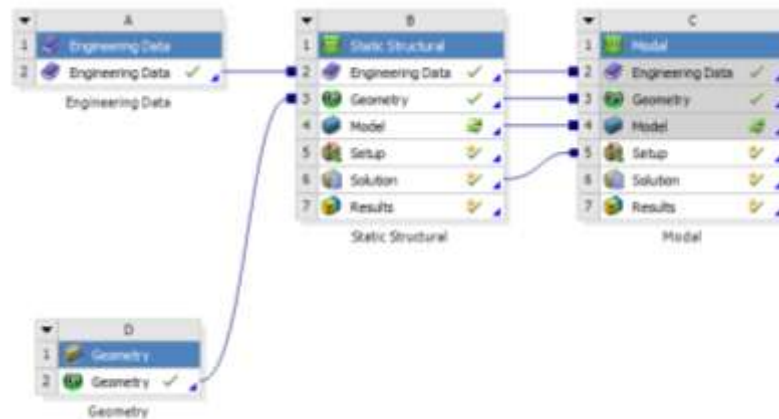 A
1 Engineering Data
2 Engineering Data
Engineering Data
B
1 Static Structural
2 Engineering Data
3 Geometry
4 Model
5 Setup
6 Solution
7 Results
Static Structural
C
1 Modal
2 Engineering Data
3 Geometry
4 Model
5 Setup
6 Solution
7 Results
Modal
D
1 Geometry
2 Geometry
Geometry